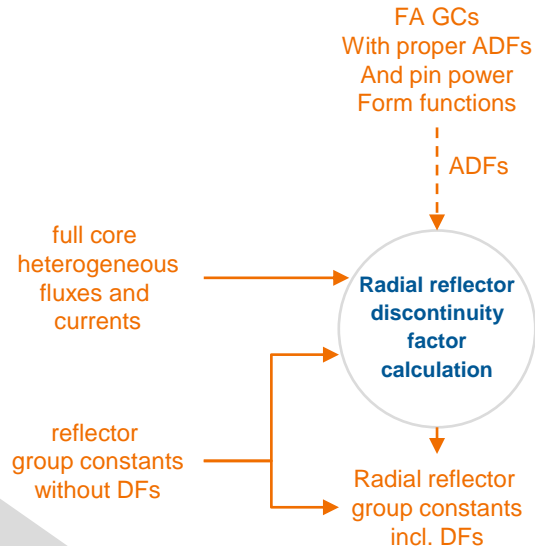 FA GCs
With proper ADFs
And pin power
Form functions
ADFs
full core
heterogeneous
fluxes and
currents
Radial reflector
discontinuity
factor
calculation
reflector
group constants
without DFs
Radial reflector
group constants
incl. DFs